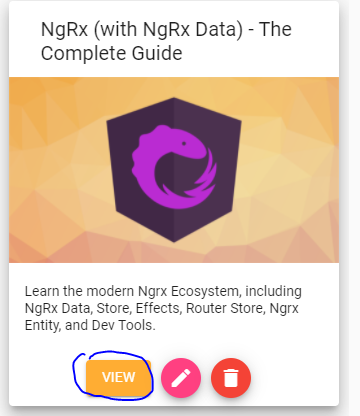 NgRx (with NgRx Data) - The
Complete Guide
Learn the modern Ngrx Ecosystem, including
NgRx Data, Store, Effects, Router Store, Ngrx
Entity, and Dev Tools.
VIEW